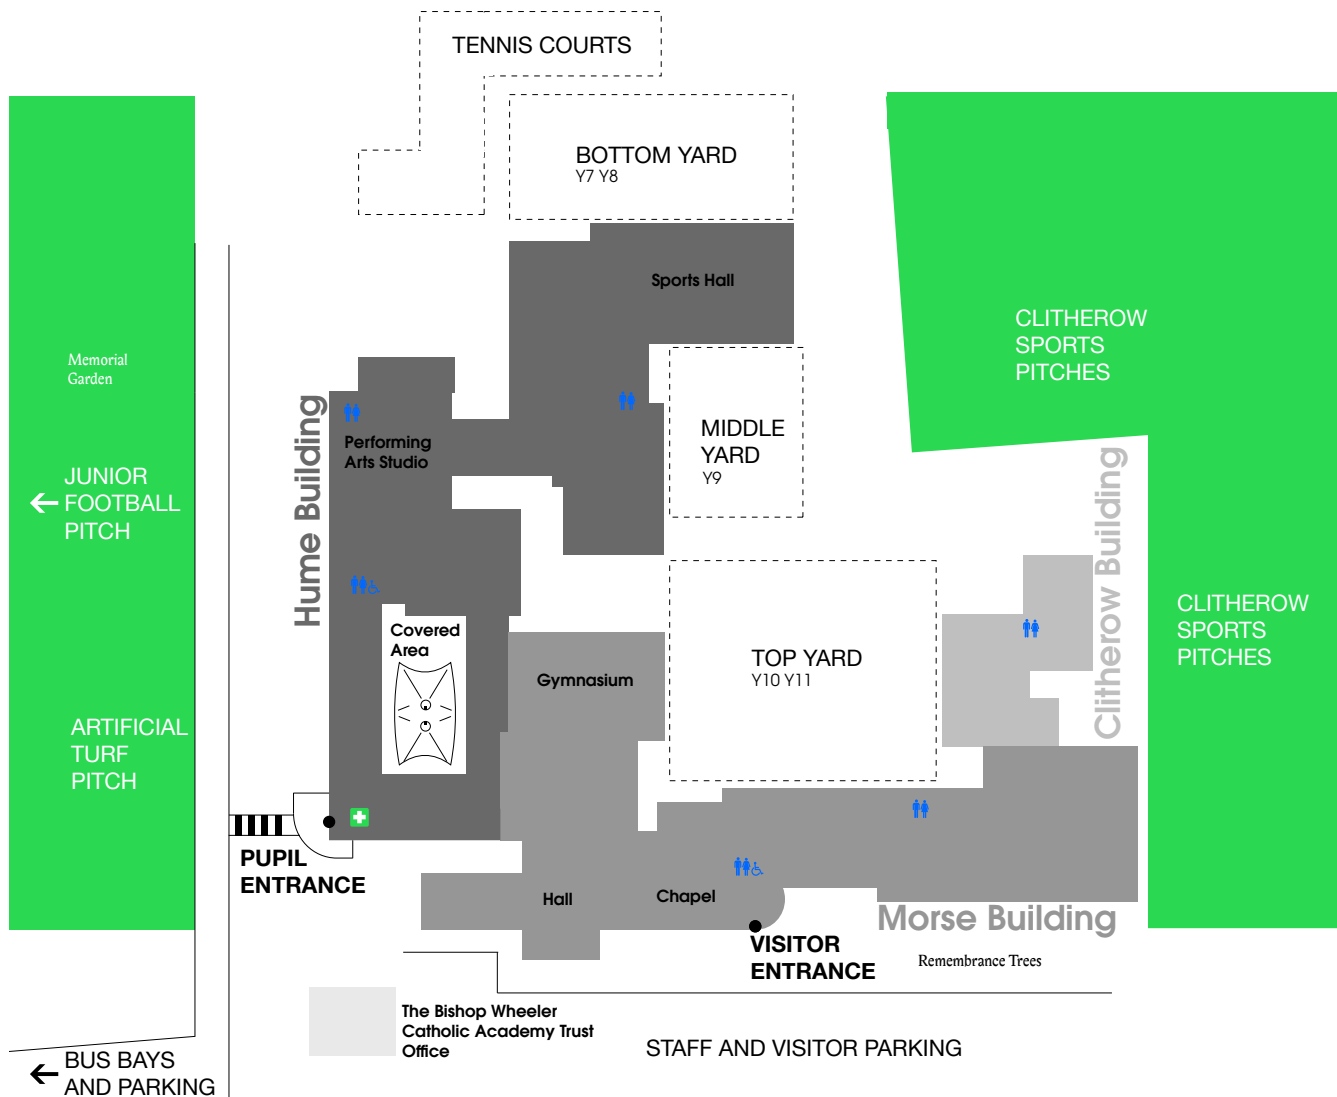 TENNIS COURTS
BOTTOM YARD
Y7 Y8
Sports Hall
CLITHEROW
SPORTS
PITCHES
Memorial
Garden
Hume Building
Performing
Arts Studio
MIDDLE
YARD
Y9
JUNIOR
FOOTBALL
PITCH
Clitherow Building
CLITHEROW
SPORTS
PITCHES
Covered
Area
Gymnasium
TOP YARD
Y10 Y11
ARTIFICIAL
TURF
PITCH
PUPIL
ENTRANCE
Hall
Chapel
Morse Building
VISITOR
ENTRANCE
Remembrance Trees
The Bishop Wheeler
Catholic Academy Trust
Office
STAFF AND VISITOR PARKING
BUS BAYS
AND PARKING